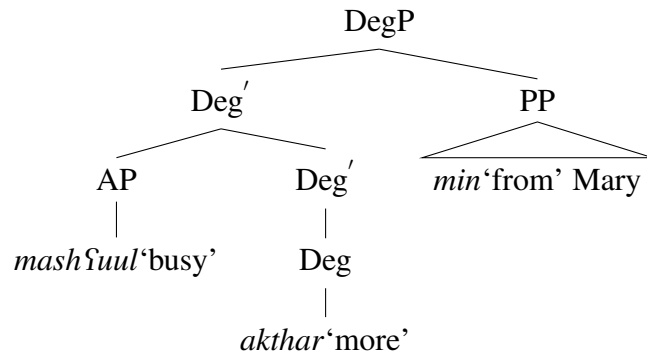 DegP
Deg′ PP
AP Deg′ min‘from’ Mary
mashʕuul‘busy’ Deg
akthar‘more’